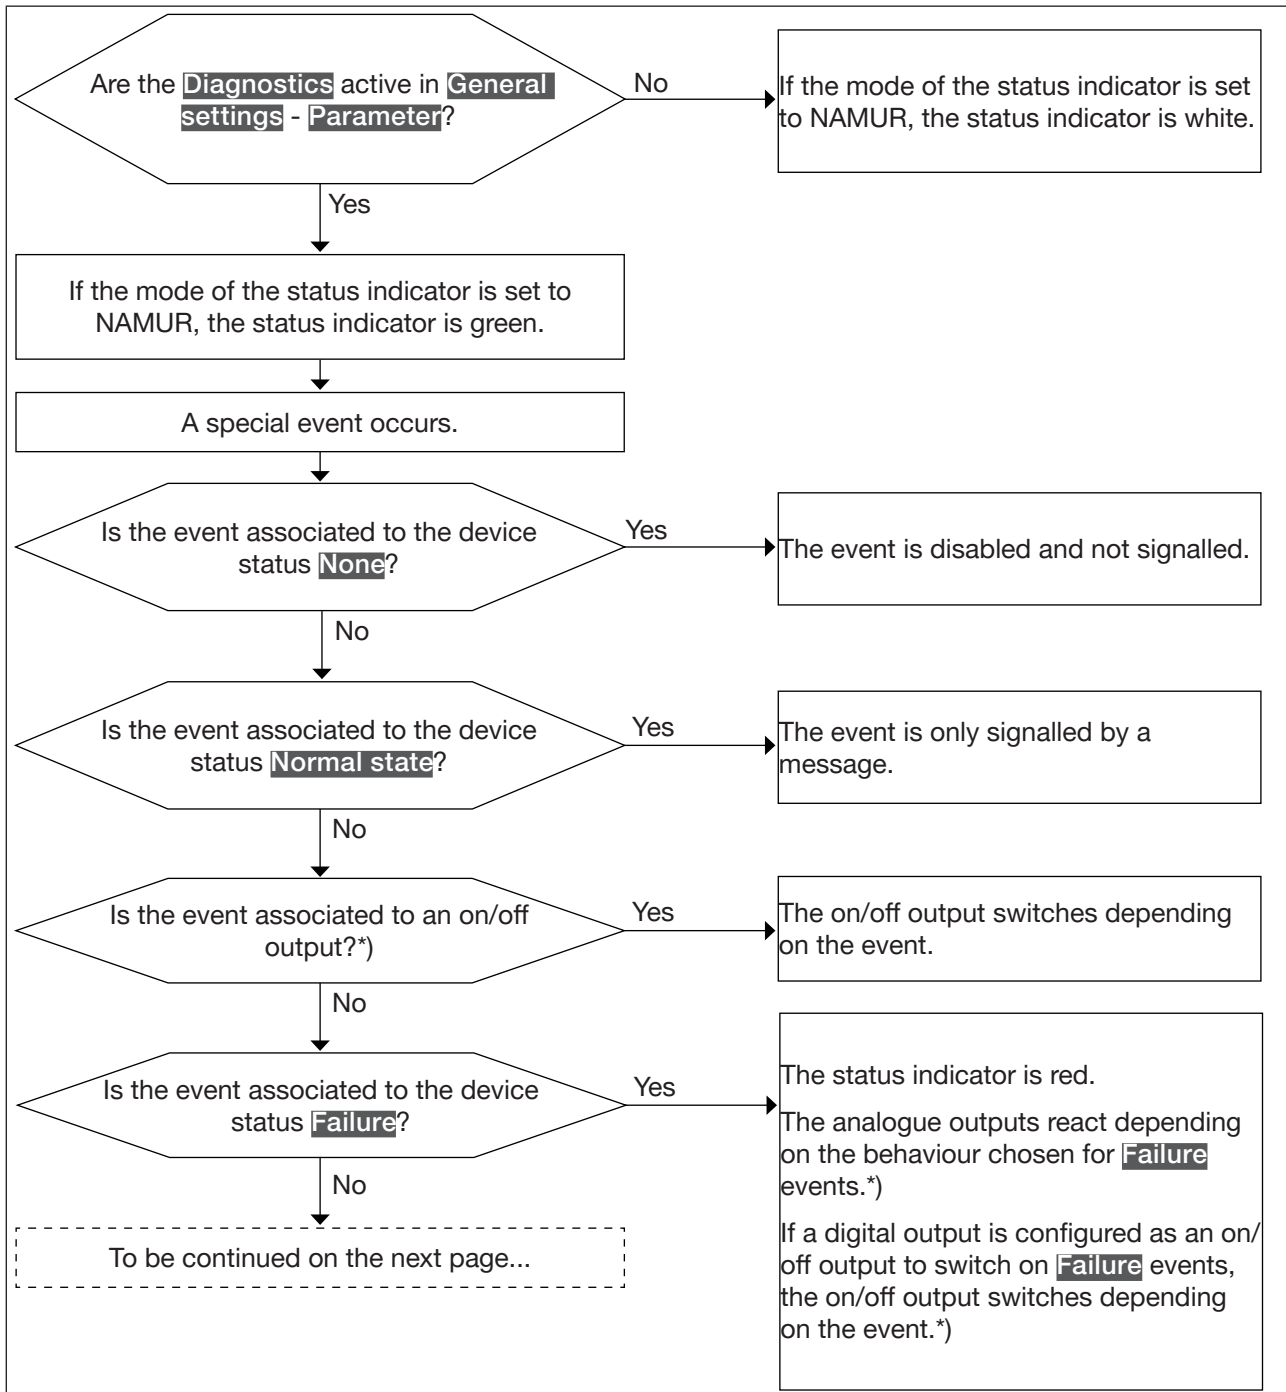 Are the Diagnostics active in General
settings - Parameter?
No
If the mode of the status indicator is set
to NAMUR, the status indicator is white.
Yes
If the mode of the status indicator is set to
NAMUR, the status indicator is green.
A special event occurs.
Is the event associated to the device
status None?
Yes
The event is disabled and not signalled.
No
Is the event associated to the device
status Normal state?
Yes
The event is only signalled by a
message.
No
Is the event associated to an on/off
output?*)
Yes
The on/off output switches depending
on the event.
No
Is the event associated to the device
status Failure?
Yes
The status indicator is red.
The analogue outputs react depending
on the behaviour chosen for Failure
events.*)
If a digital output is configured as an on/
off output to switch on Failure events,
the on/off output switches depending
on the event.*)
No
To be continued on the next page...